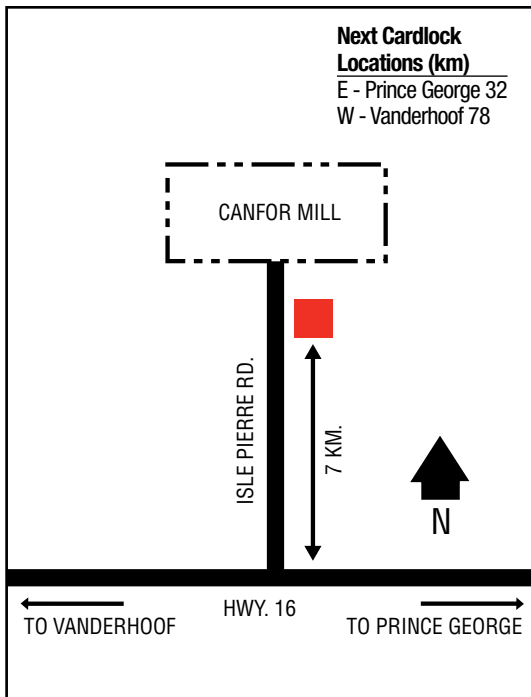 Next Cardlock
Locations (km)
E - Prince George 32
W - Vanderhoof 78
CANFOR MILL
ISLE PIERRE RD.
7 KM.
N
HWY. 16
TO VANDERHOOF
TO PRINCE GEORGE